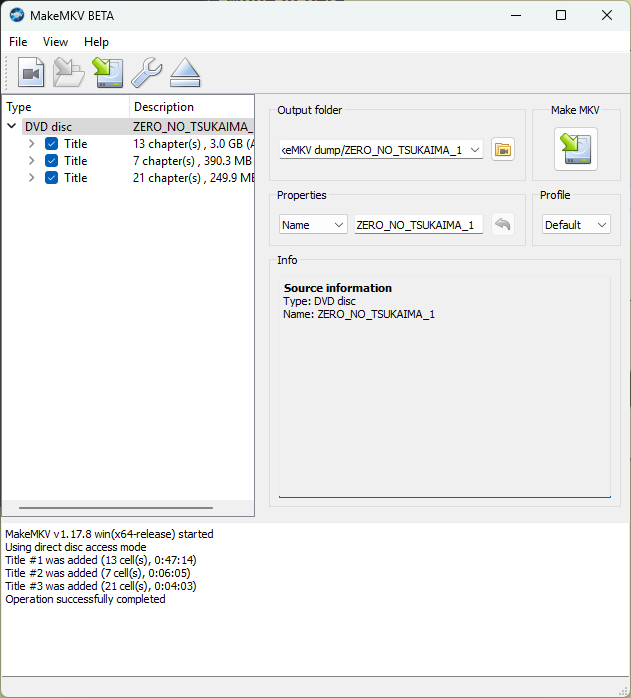 MakeMKV BETA
File View Help
Type Description
DVD disc ZERO_NO_TSUKAIMA_
Title 13 chapter(s) , 3.0 GB (A
Title 7 chapter(s) , 390.3 MB
Title 21 chapter(s) , 249.9 MB
Output folder
keMKV dump/ZERO_NO_TSUKAIMA_1
Make MKV
Properties
Name ZERO_NO_TSUKAIMA_1
Profile
Default
Info
Source information
Type: DVD disc
Name: ZERO_NO_TSUKAIMA_1
MakeMKV v1.17.8 win(x64-release) started
Using direct disc access mode
Title #1 was added (13 cell(s), 0:47:14)
Title #2 was added (7 cell(s), 0:06:05)
Title #3 was added (21 cell(s), 0:04:03)
Operation successfully completed